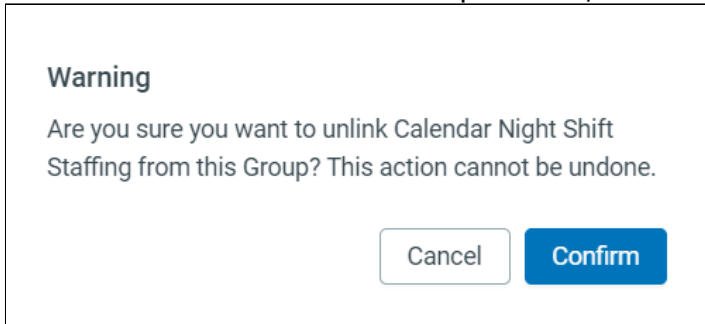 Warning
Are you sure you want to unlink Calendar Night Shift
Staffing from this Group? This action cannot be undone.
Cancel
Confirm